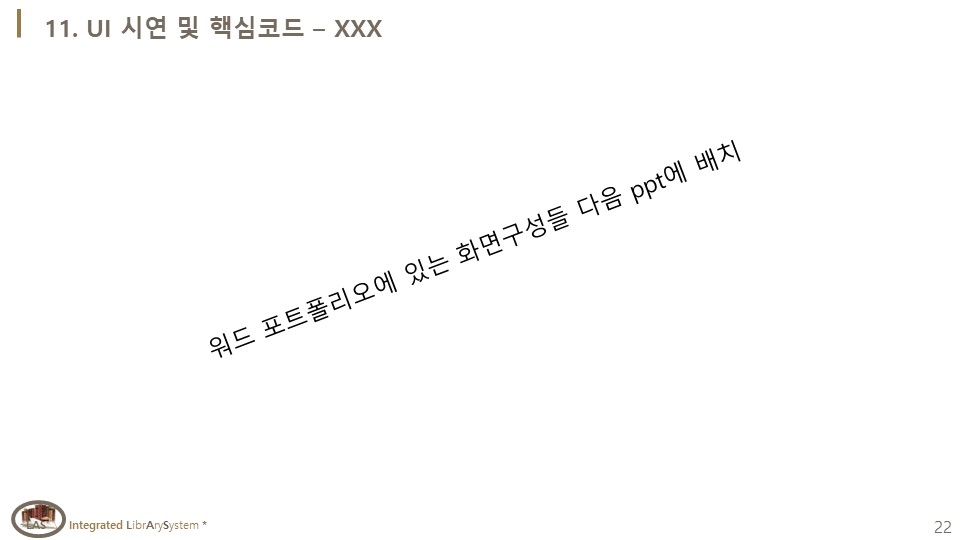 11. UI 시연 및 핵심코드 – XXX
워드 포트폴리오에 있는 화면구성들 다음 ppt에 배치
LAS
Integrated LibrArySystem *
22